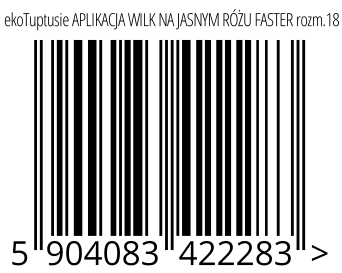 ekoTuptusie APLIKACJA WILK NA JASNYM RÓŻU FASTER rozm.18
5 904083 422283 >